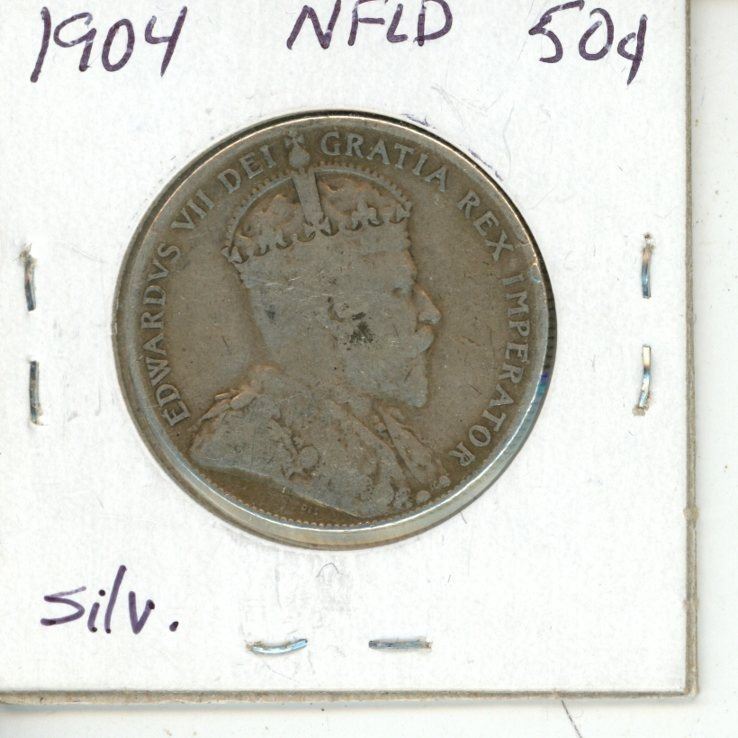 1904 NFLD 50¢
EDWARDVS VII DEI GRATIA REX IMPERATOR
silv.